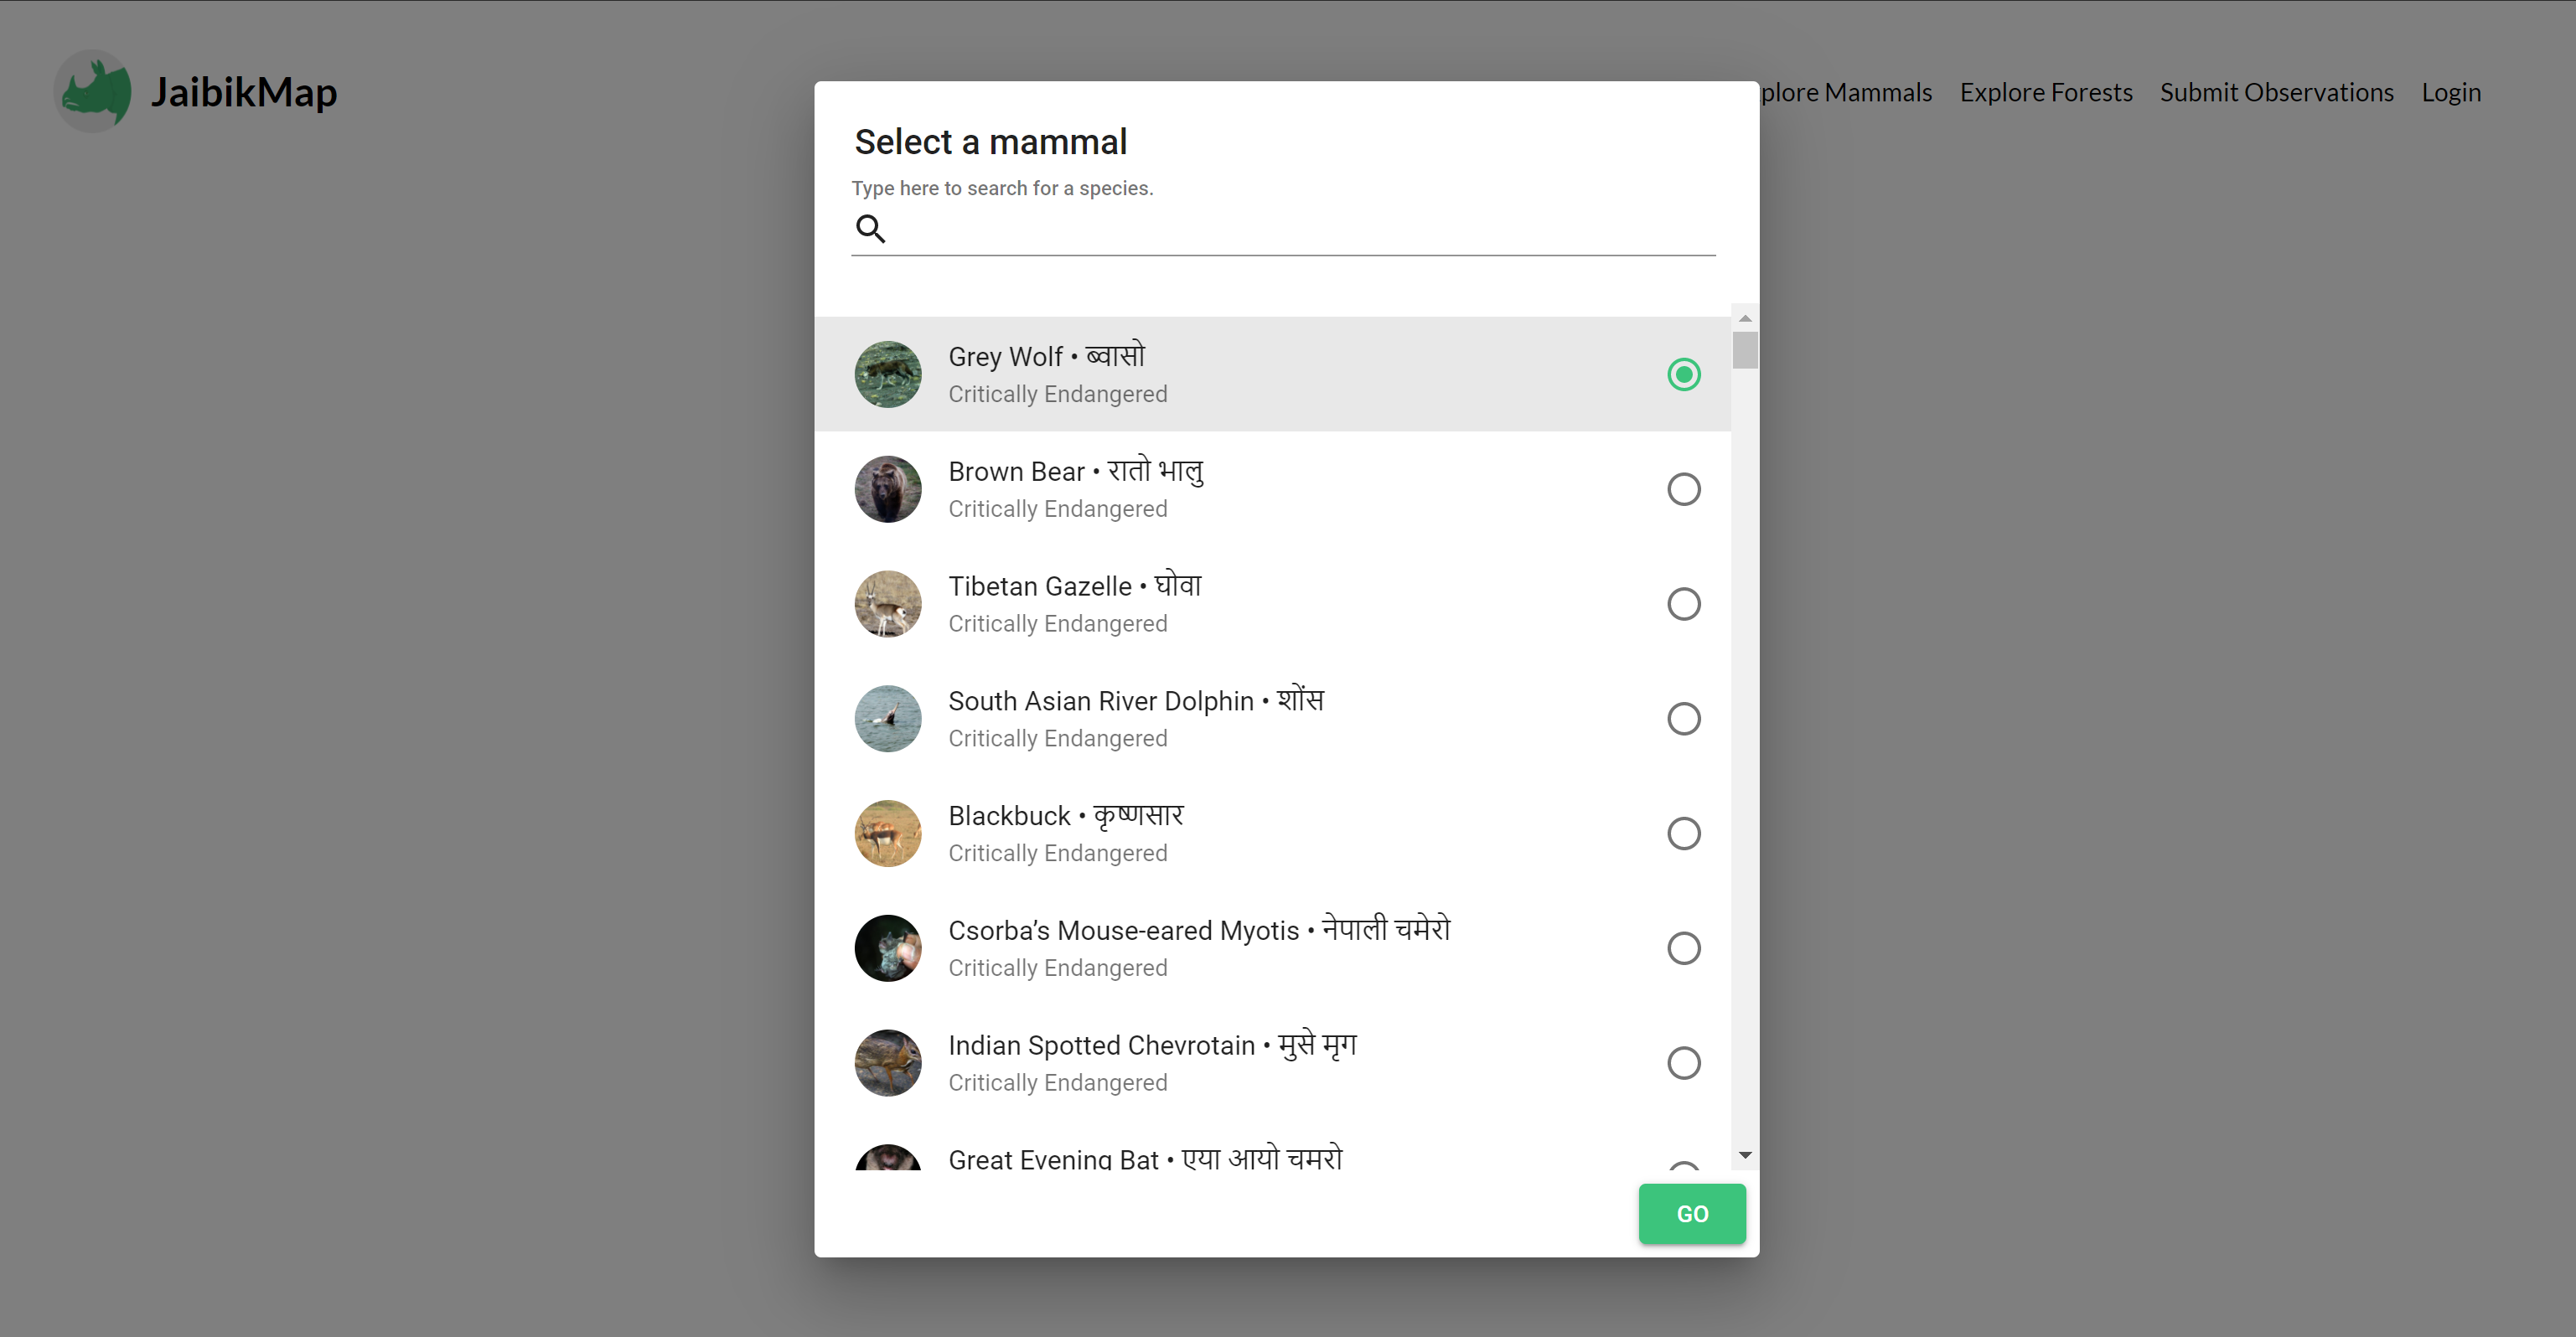 JaibikMap
plore Mammals Explore Forests Submit Observations Login
Select a mammal
Type here to search for a species.
Grey Wolf • ब्वासो
Critically Endangered
Brown Bear • रातो भालु
Critically Endangered
Tibetan Gazelle • घोवा
Critically Endangered
South Asian River Dolphin • शोंस
Critically Endangered
Blackbuck • कृष्णसार
Critically Endangered
Csorba’s Mouse-eared Myotis • नेपाली चमेरो
Critically Endangered
Indian Spotted Chevrotain • मुसे मृग
Critically Endangered
Great Evening Bat • एया आयो चमरो
GO